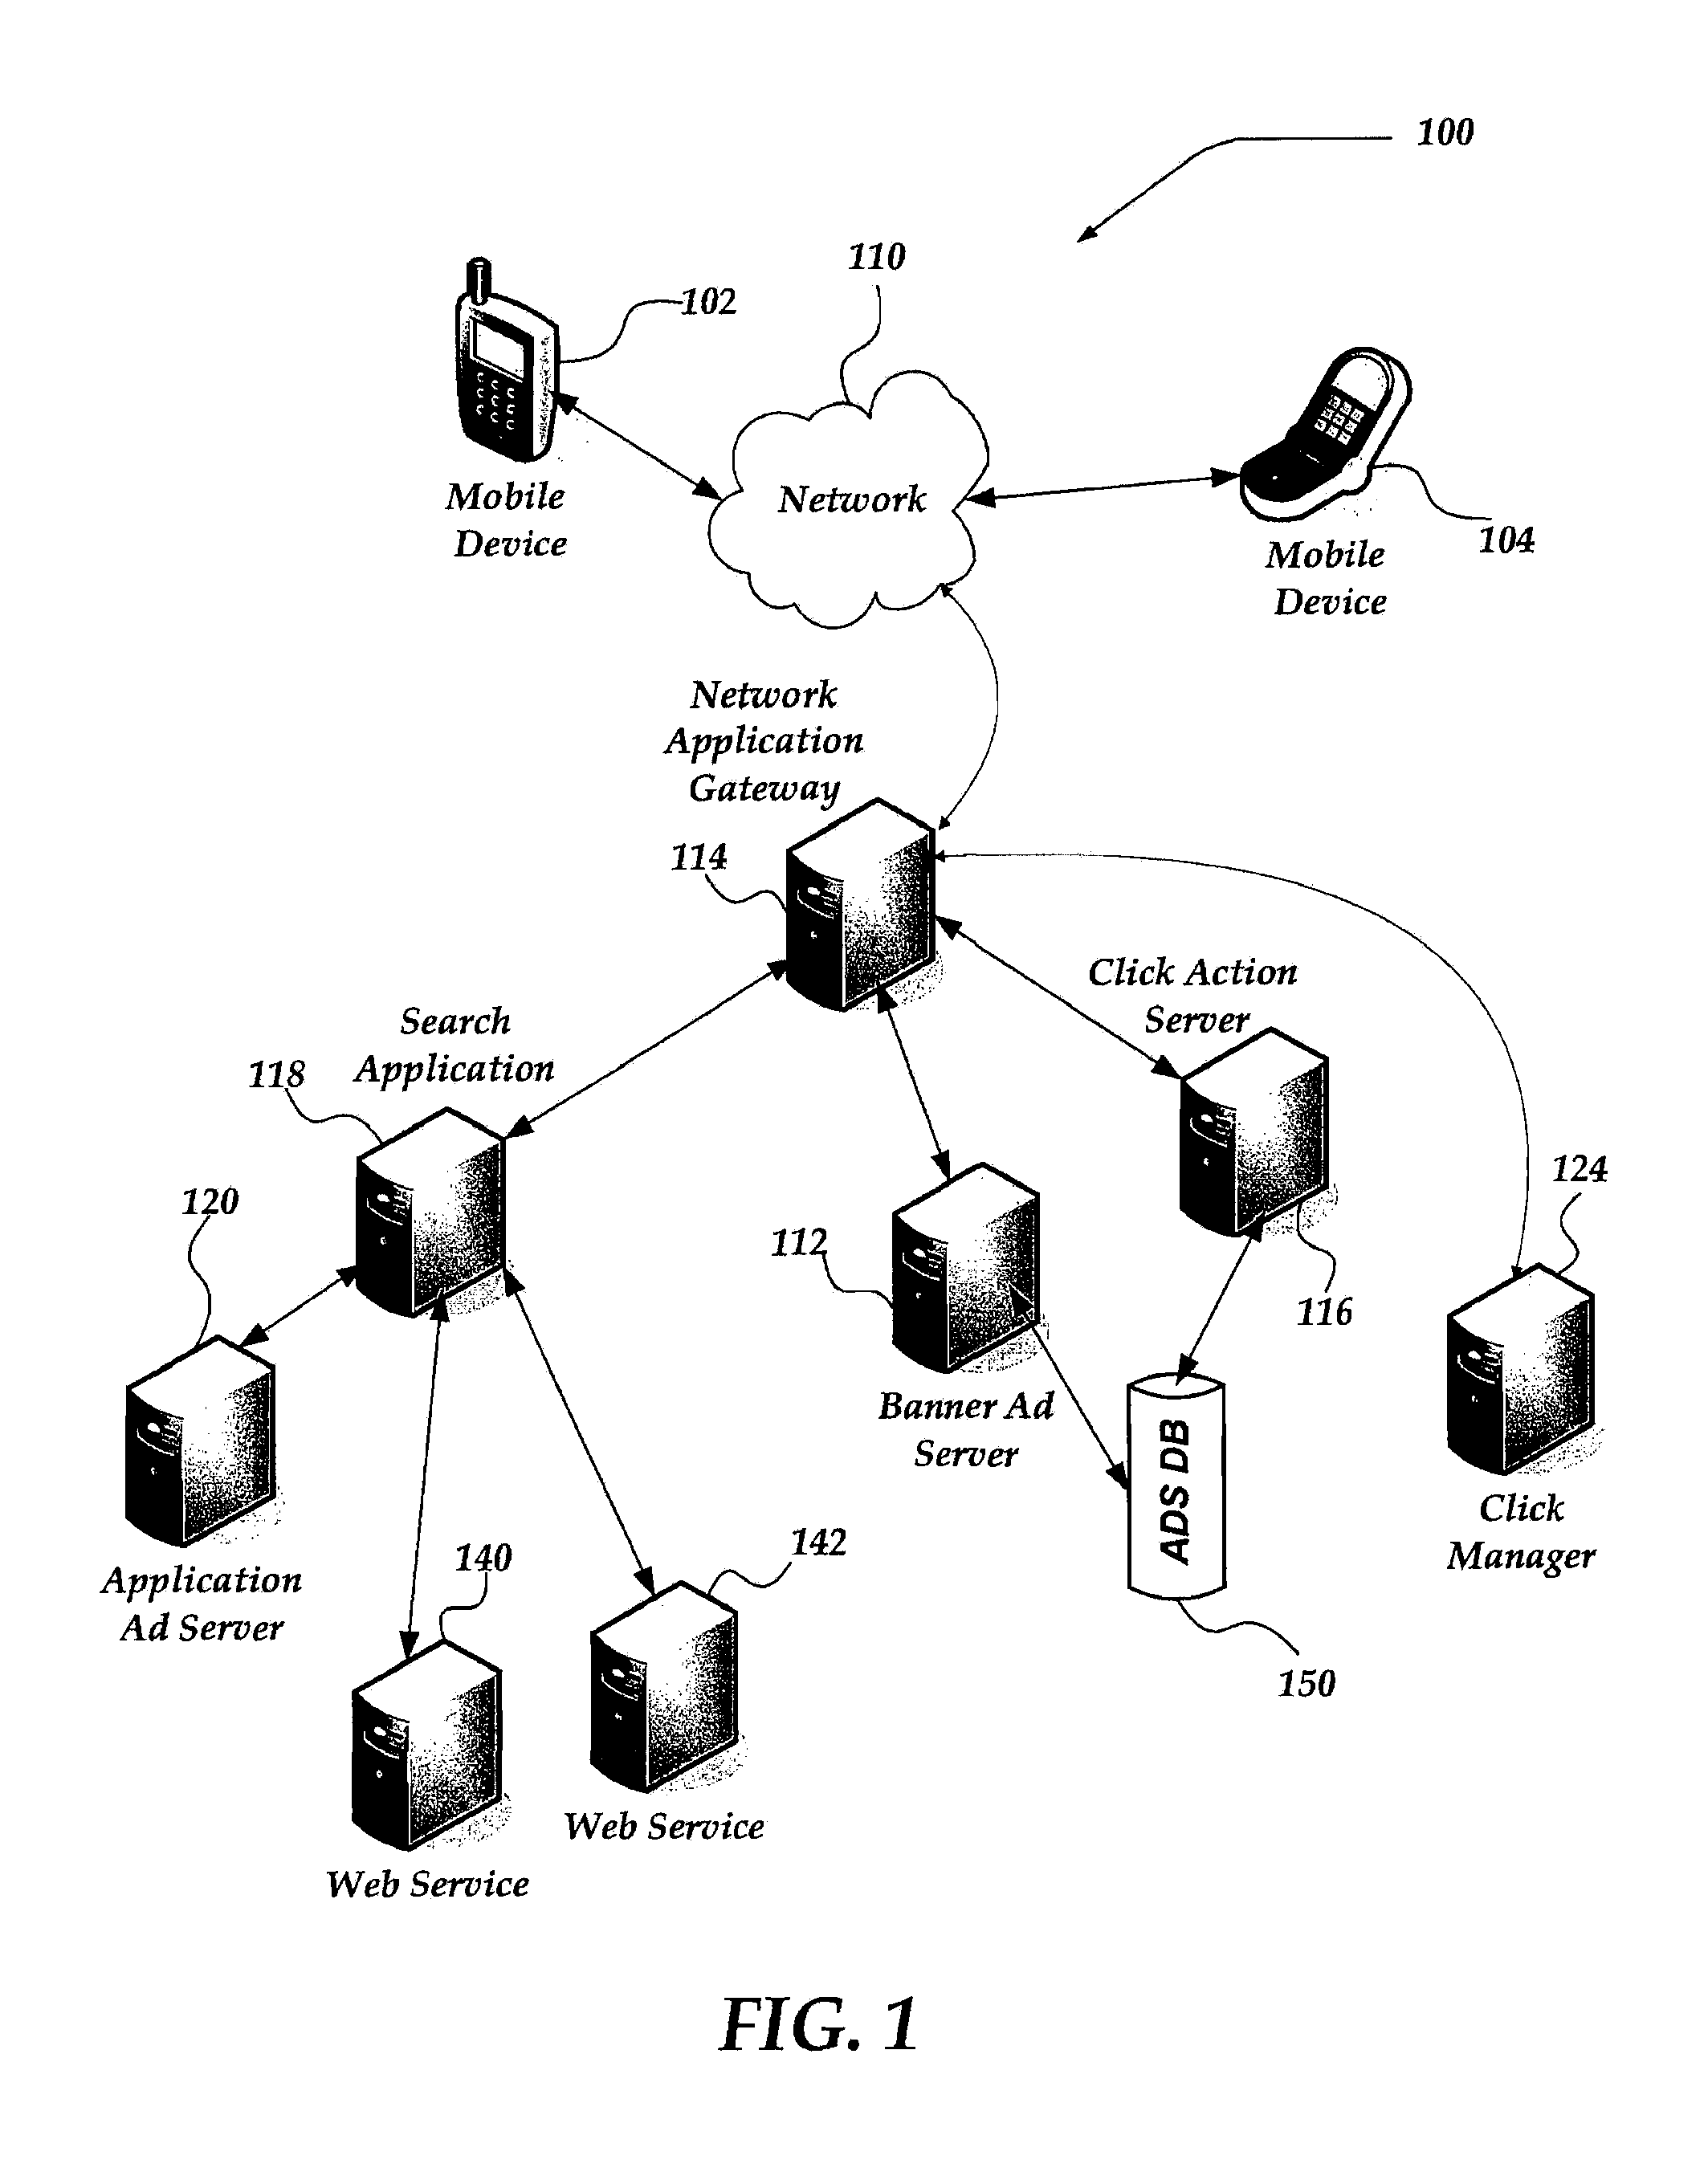 100
110
102
Network
Mobile
Device
104
Mobile
Device
Network
Application
Gateway
114
Click Action
Server
Search
Application
118
120
112
124
116
Banner Ad
Server
ADS DB
Click
Manager
Application
Ad Server
140
142
150
Web Service
Web Service
FIG. 1